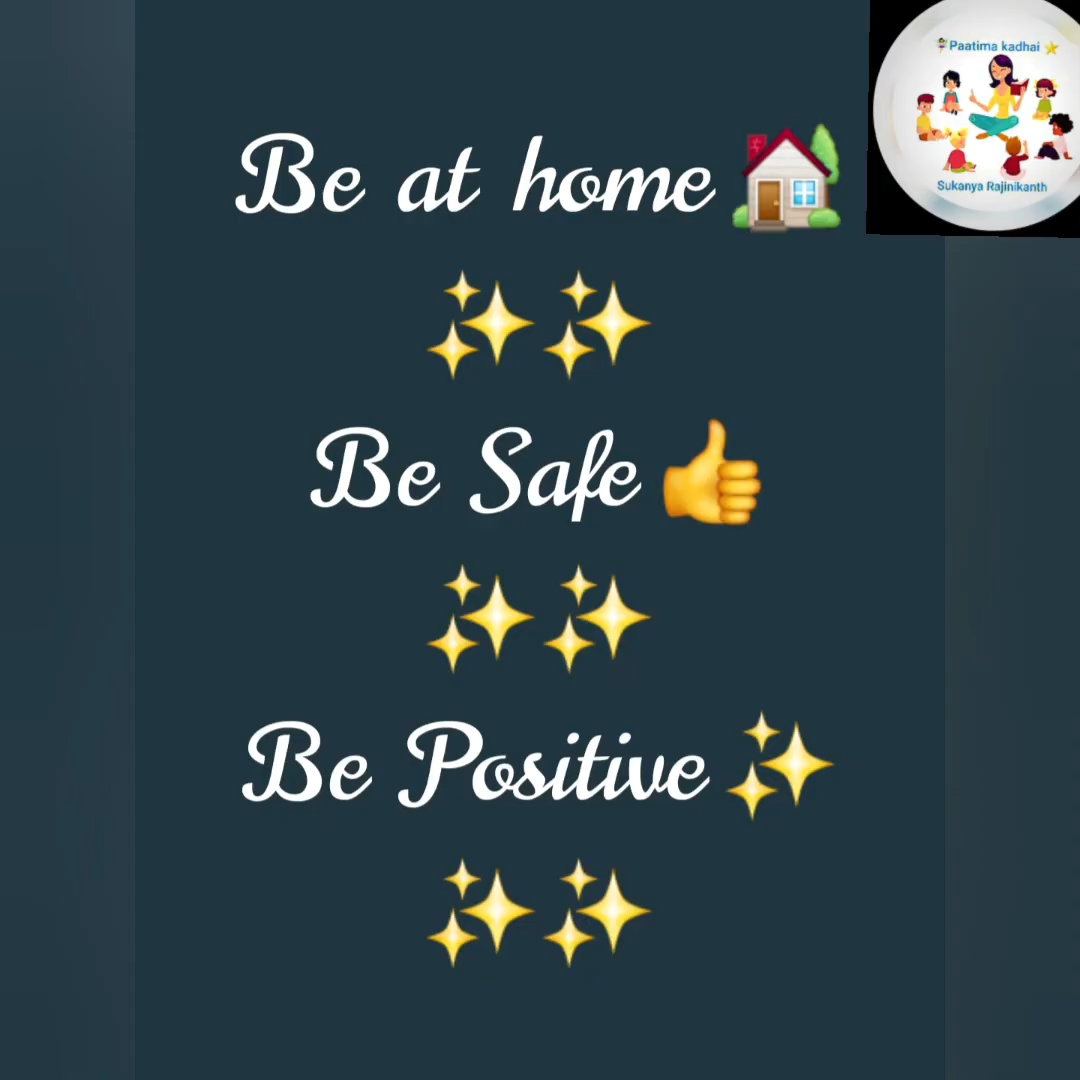 🧚Paatima kadhai ⭐
Sukanya Rajinikanth
Be at home 🏡
✨✨
Be Safe 👍
✨✨
Be Positive ✨
✨✨